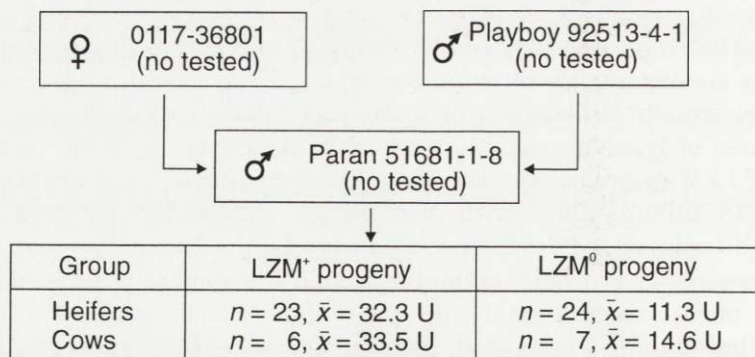 ♀ 0117-36801
(no tested)
♂ Playboy 92513-4-1
(no tested)
♂ Paran 51681-1-8
(no tested)
Group LZM⁺ progeny LZM⁰ progeny
Heifers n = 23, x̄ = 32.3 U n = 24, x̄ = 11.3 U
Cows n = 6, x̄ = 33.5 U n = 7, x̄ = 14.6 U